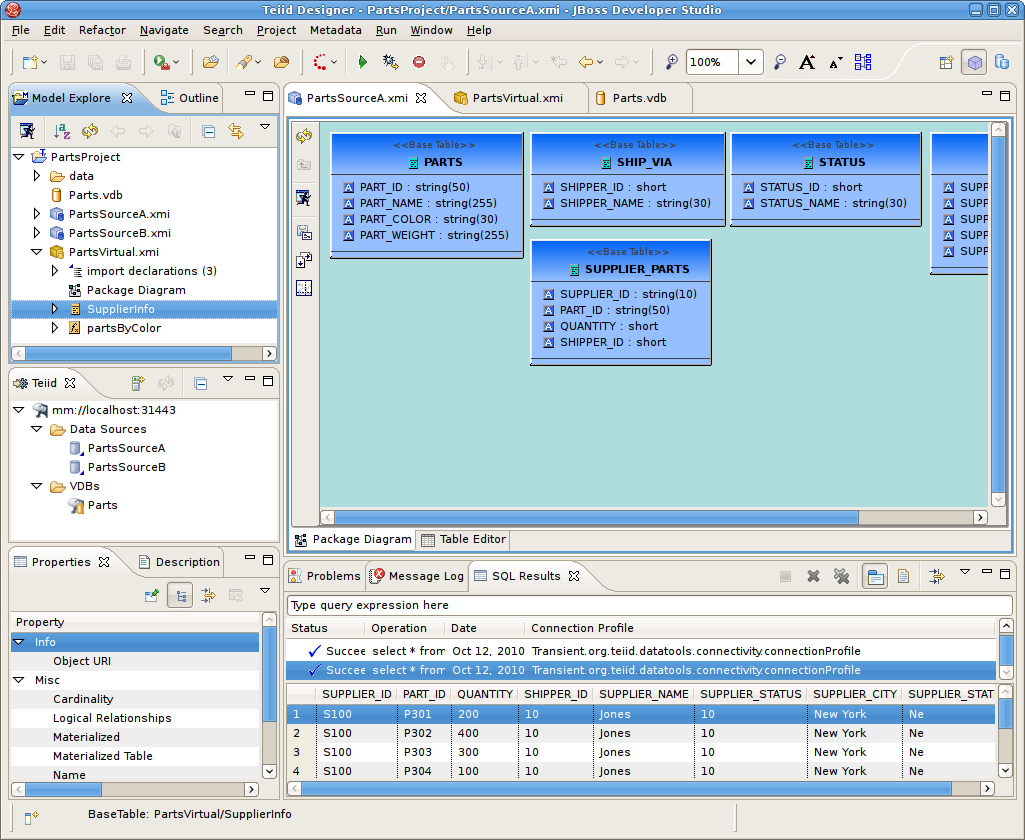 Teiid Designer - PartsProject/PartsSourceA.xmi - JBoss Developer Studio
File Edit Refactor Navigate Search Project Metadata Run Window Help
100%
Model Explore
Outline
PartsProject
data
Parts.vdb
PartsSourceA.xmi
PartsSourceB.xmi
PartsVirtual.xmi
import declarations (3)
Package Diagram
SupplierInfo
partsByColor
Teiid
mm://localhost:31443
Data Sources
PartsSourceA
PartsSourceB
VDBs
Parts
Properties
Description
Property
Info
Object URI
Misc
Cardinality
Logical Relationships
Materialized
Materialized Table
Name
PartsSourceA.xmi
PartsVirtual.xmi
Parts.vdb
<<Base Table>>
PARTS
PART_ID : string(50)
PART_NAME : string(255)
PART_COLOR : string(30)
PART_WEIGHT : string(255)
<<Base Table>>
SHIP_VIA
SHIPPER_ID : short
SHIPPER_NAME : string(30)
<<Base Table>>
STATUS
STATUS_ID : short
STATUS_NAME : string(30)
SUPP
SUPP
SUPP
SUPP
SUPP
<<Base Table>>
SUPPLIER_PARTS
SUPPLIER_ID : string(10)
PART_ID : string(50)
QUANTITY : short
SHIPPER_ID : short
Package Diagram
Table Editor
Problems
Message Log
SQL Results
Type query expression here
Status Operation Date Connection Profile
Succee select * from Oct 12, 2010 Transient.org.teiid.datatools.connectivity.connectionProfile
Succee select * from Oct 12, 2010 Transient.org.teiid.datatools.connectivity.connectionProfile
SUPPLIER_ID PART_ID QUANTITY SHIPPER_ID SUPPLIER_NAME SUPPLIER_STATUS SUPPLIER_CITY SUPPLIER_STAT
1 S100 P301 200 10 Jones 10 New York Ne
2 S100 P302 400 10 Jones 10 New York Ne
3 S100 P303 300 10 Jones 10 New York Ne
4 S100 P304 100 10 Jones 10 New York Ne
BaseTable: PartsVirtual/SupplierInfo